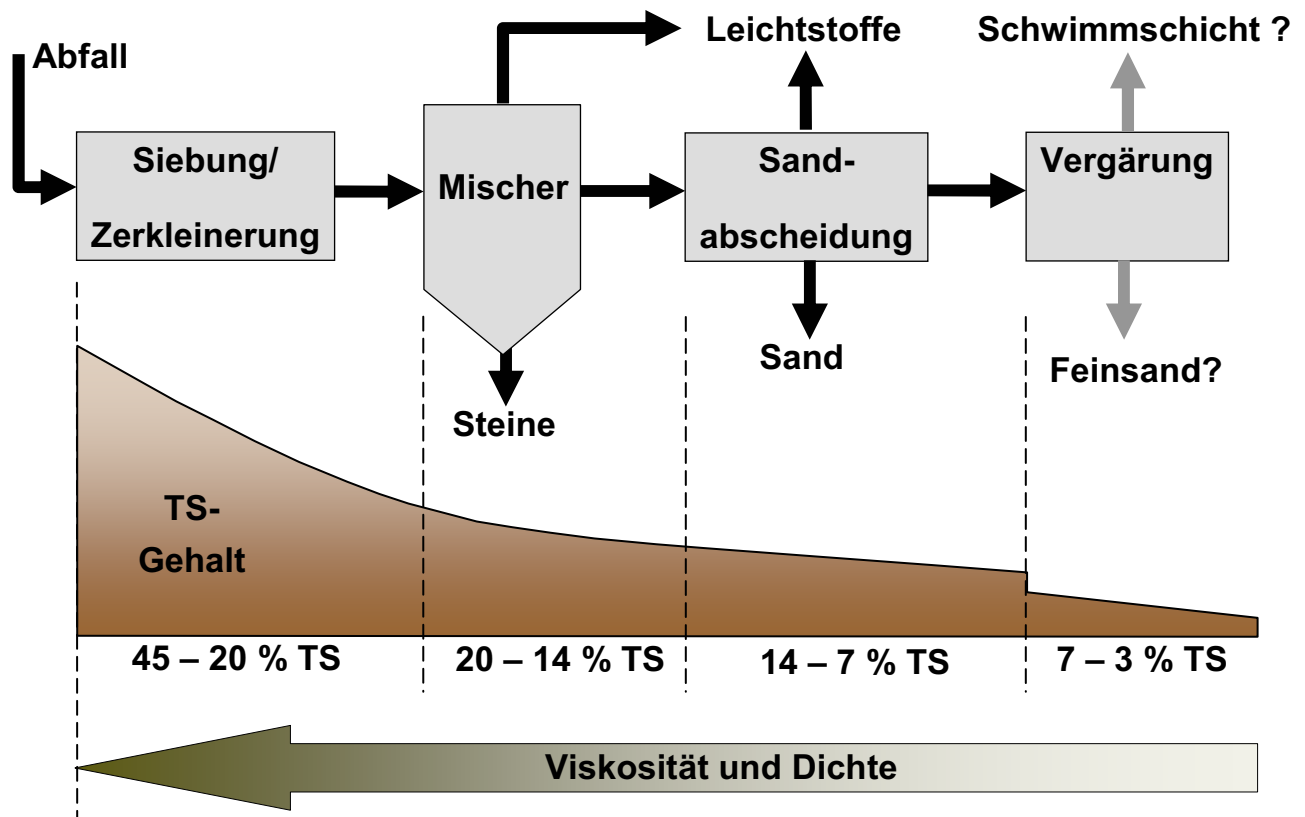 Leichtstoffe
Schwimmschicht ?
Abfall
Siebung/
Zerkleinerung
Mischer
Sand-
abscheidung
Vergärung
Sand
Feinsand?
Steine
TS-
Gehalt
45 – 20 % TS
20 – 14 % TS
14 – 7 % TS
7 – 3 % TS
Viskosität und Dichte